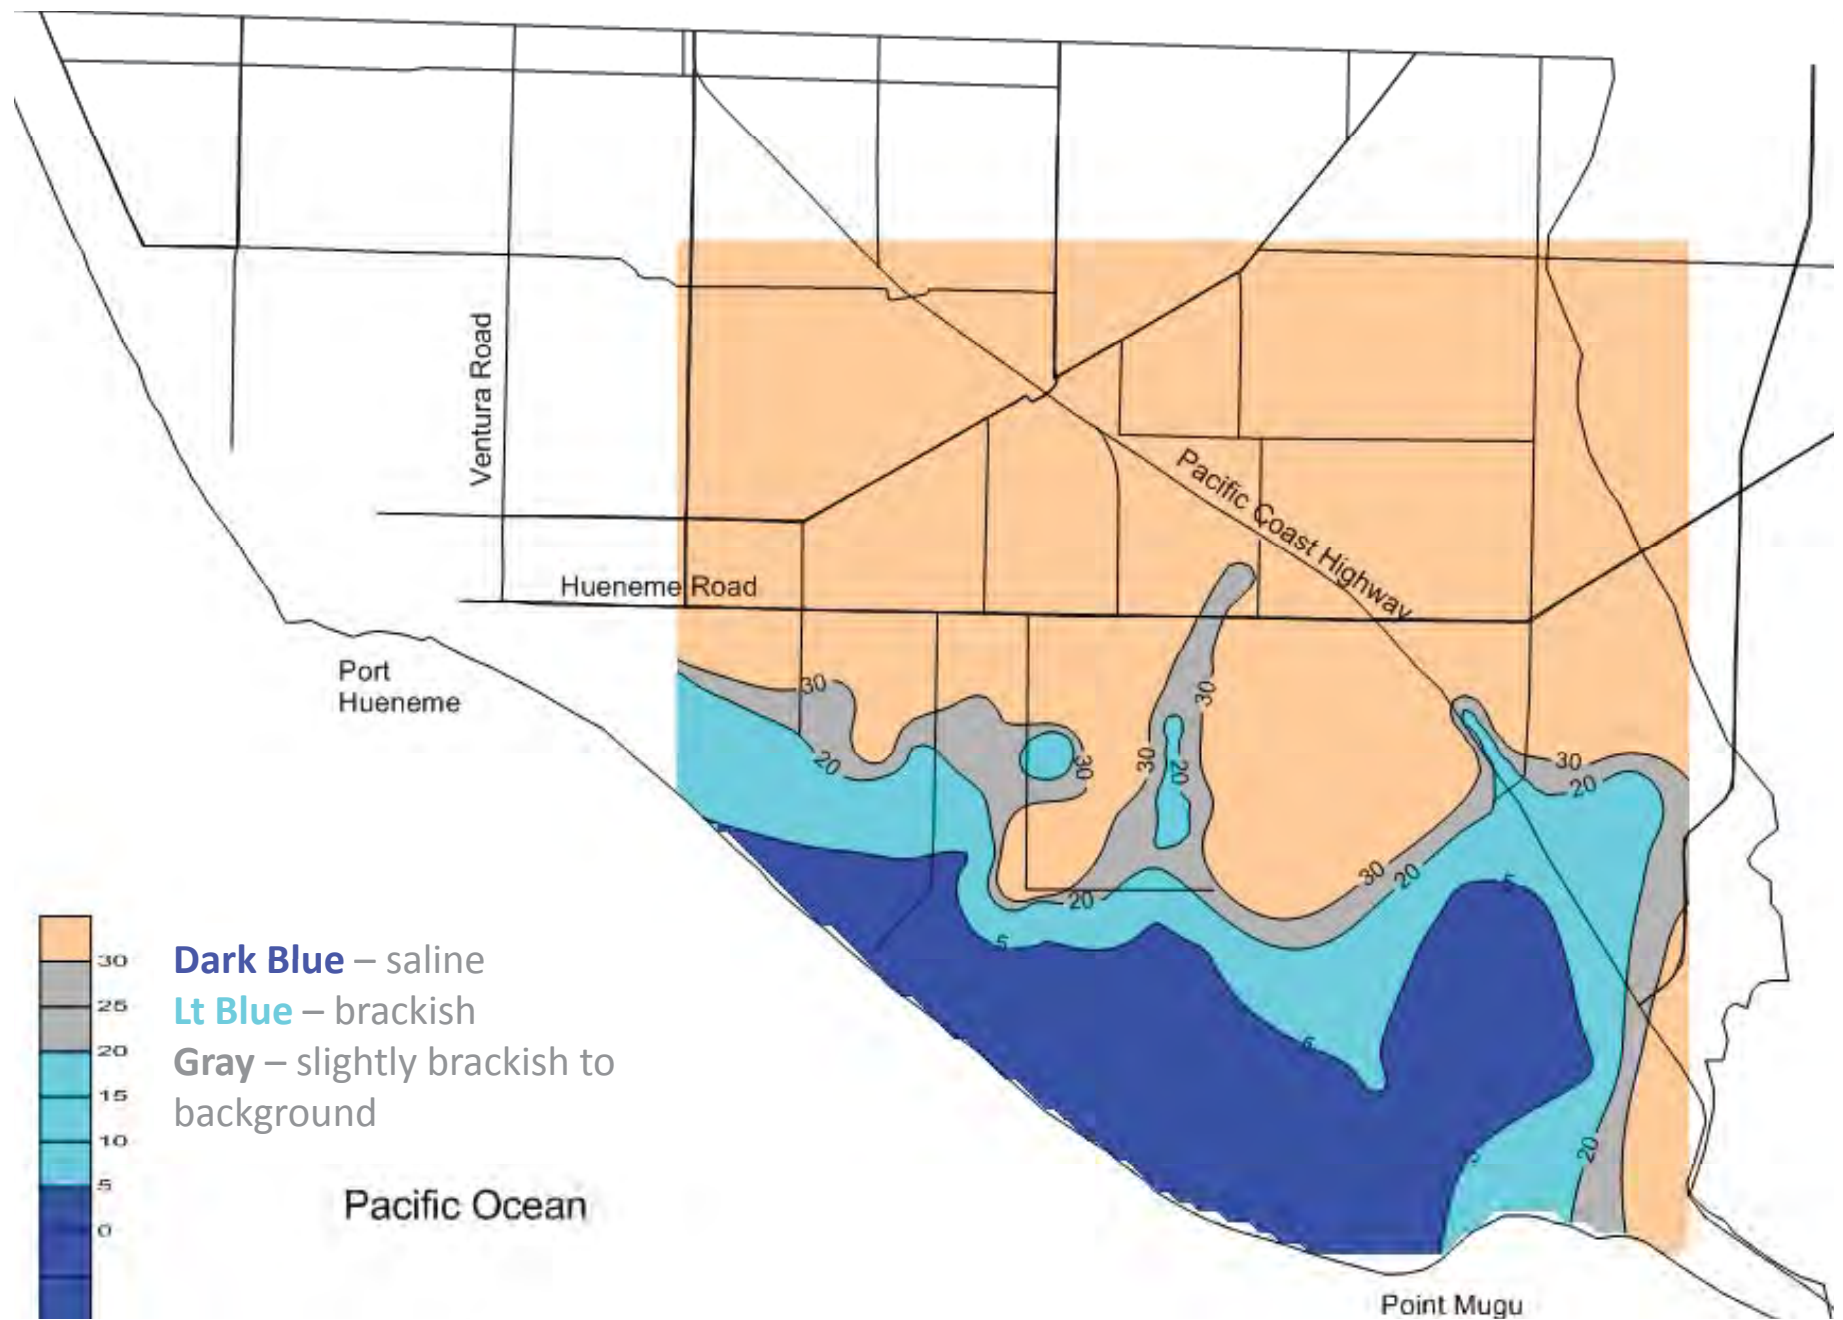 Ventura Road
Pacific Coast Highway
Hueneme Road
Port
Hueneme
30
20
30
30
30
20
30
20
30
20
20
5
5
5
5
20
30
25
20
15
10
5
0
Dark Blue – saline
Lt Blue – brackish
Gray – slightly brackish to
background
Pacific Ocean
Point Mugu